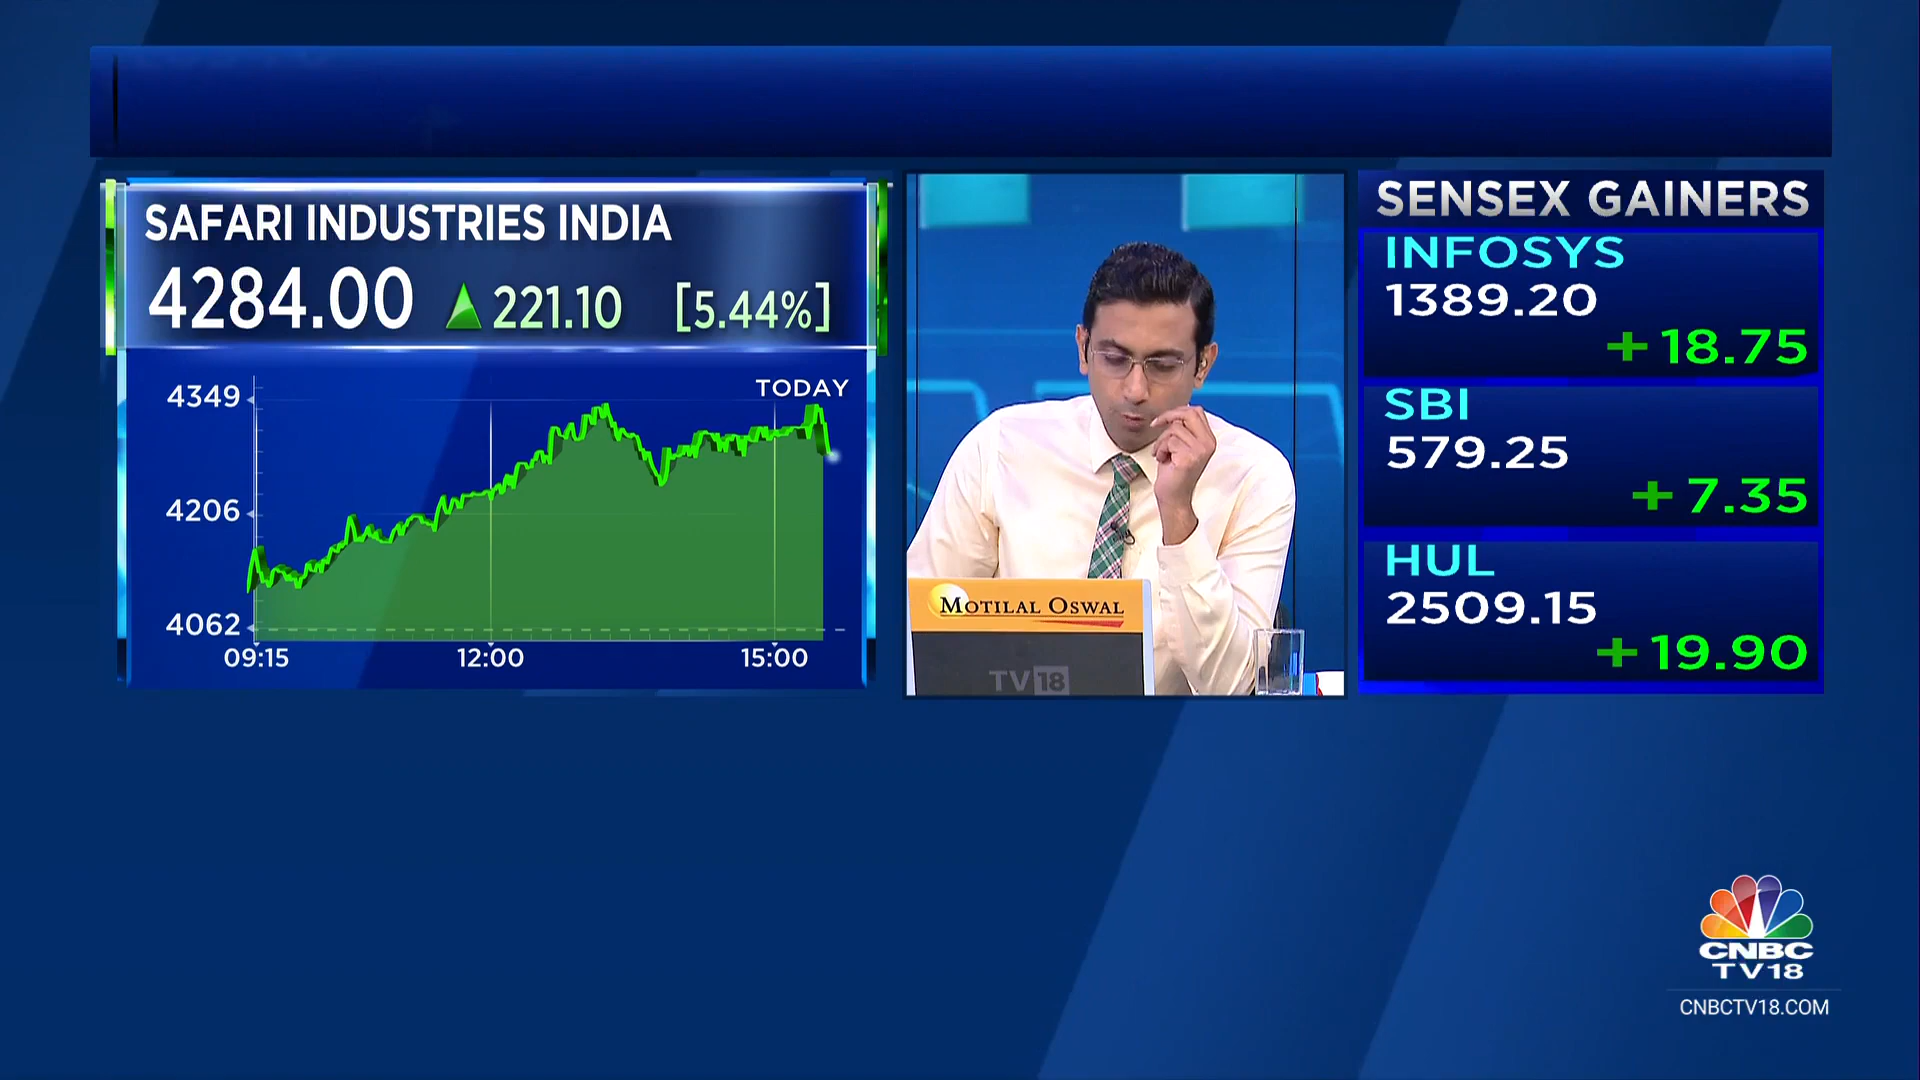 SAFARI INDUSTRIES INDIA
4284.00 ▲ 221.10 [5.44%]
TODAY
4349
4206
4062
09:15 12:00 15:00
MOTILAL OSWAL
TV18
SENSEX GAINERS
INFOSYS
1389.20
+18.75
SBI
579.25
+7.35
HUL
2509.15
+19.90
CNBC
TV18
CNBCTV18.COM